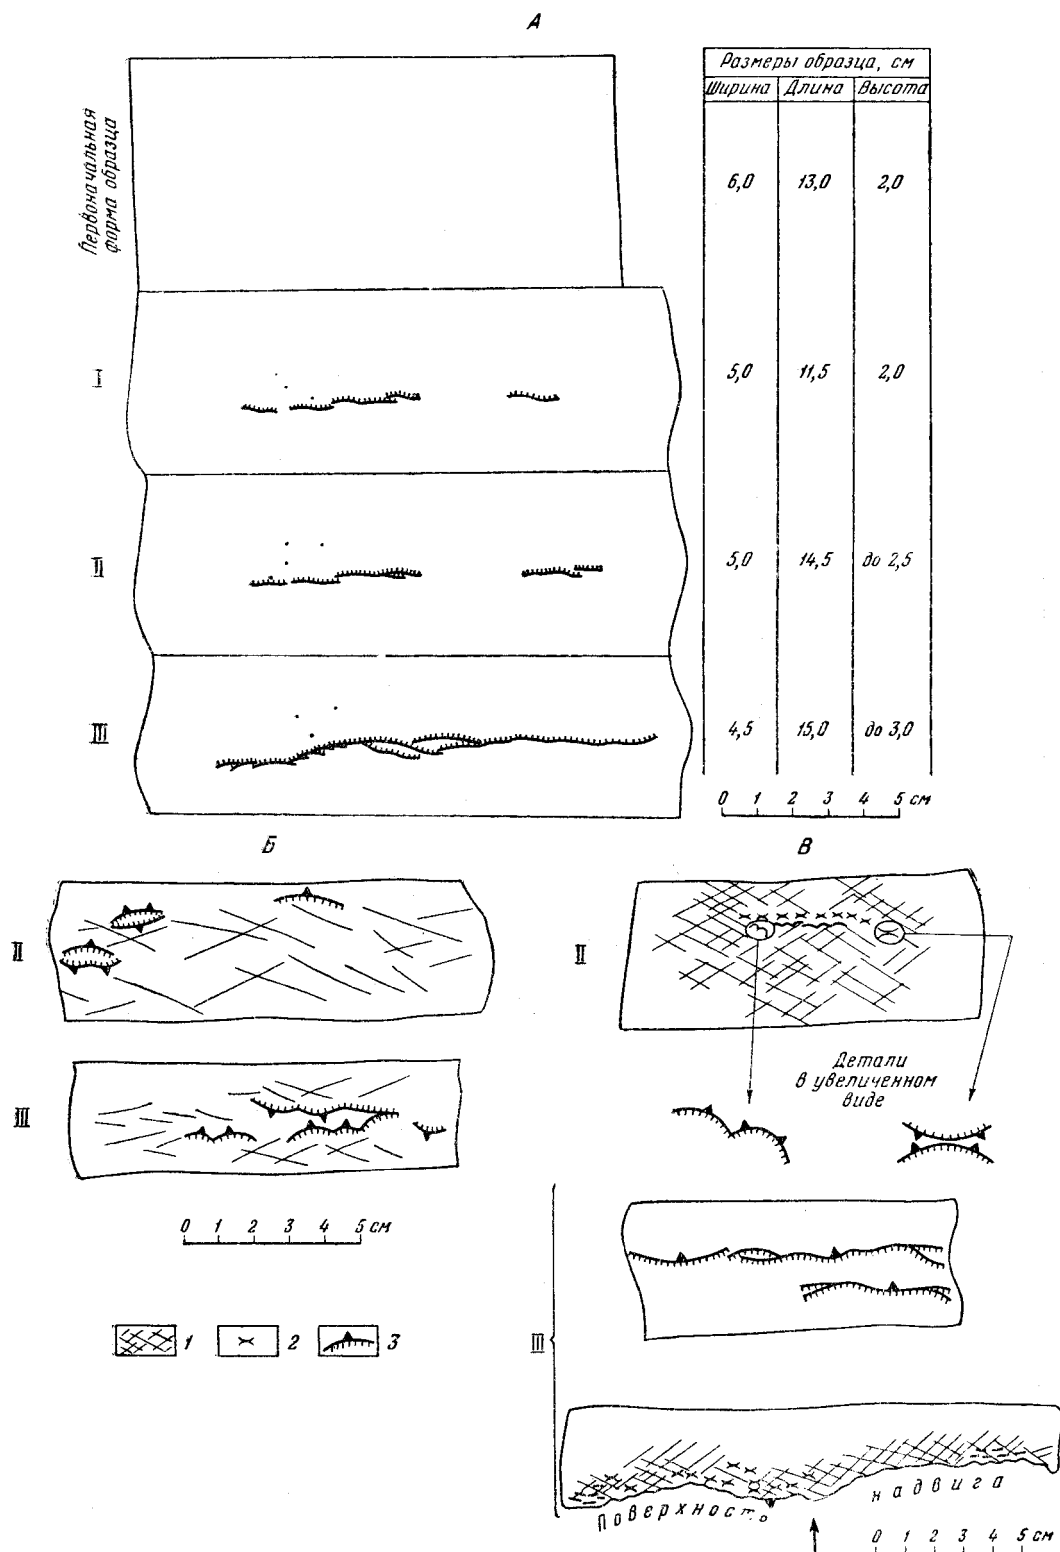 А
Размеры образца, см
Ширина Длина Высота
Первоначальная
форма образца
6,0 13,0 2,0
I
5,0 11,5 2,0
II
5,0 14,5 до 2,5
III
4,5 15,0 до 3,0
0 1 2 3 4 5 см
Б
II
III
0 1 2 3 4 5 см
1 2 3
В
II
Детали
в увеличенном
виде
III
Поверхность надвига
0 1 2 3 4 5 см